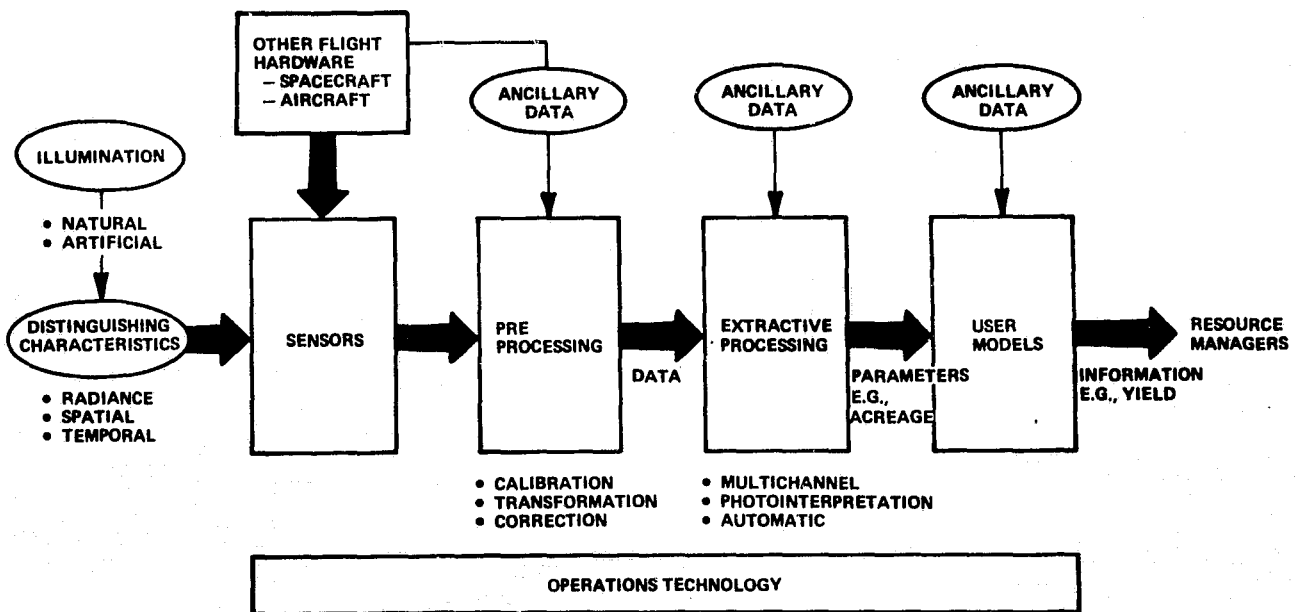 OTHER FLIGHT
HARDWARE
– SPACECRAFT
– AIRCRAFT
ANCILLARY
DATA
ANCILLARY
DATA
ANCILLARY
DATA
ILLUMINATION
• NATURAL
• ARTIFICIAL
DISTINGUISHING
CHARACTERISTICS
• RADIANCE
• SPATIAL
• TEMPORAL
SENSORS
PRE
PROCESSING
DATA
• CALIBRATION
• TRANSFORMATION
• CORRECTION
EXTRACTIVE
PROCESSING
PARAMETERS
E.G.,
ACREAGE
• MULTICHANNEL
• PHOTOINTERPRETATION
• AUTOMATIC
USER
MODELS
INFORMATION
E.G., YIELD
RESOURCE
MANAGERS
OPERATIONS TECHNOLOGY